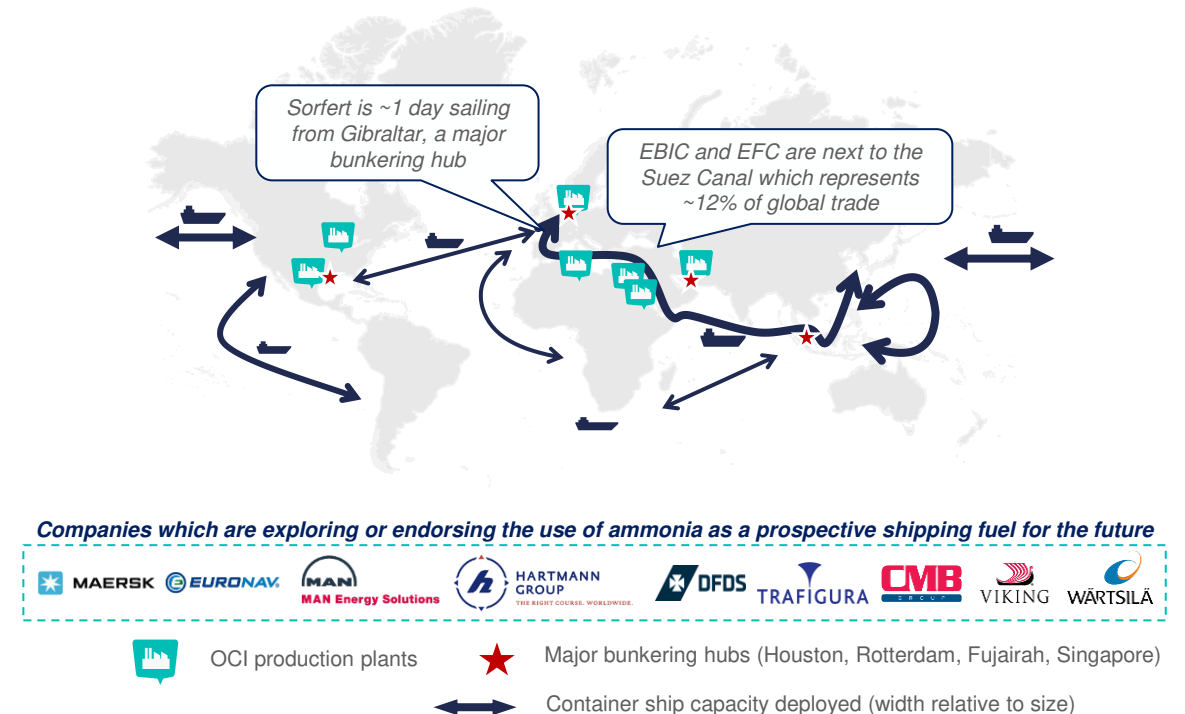 Sorfert is ~1 day sailing
from Gibraltar, a major
bunkering hub
EBIC and EFC are next to the
Suez Canal which represents
~12% of global trade
Companies which are exploring or endorsing the use of ammonia as a prospective shipping fuel for the future
MAERSK
EURONAV
MAN
MAN Energy Solutions
h
HARTMANN
GROUP
THE RIGHT COURSE. WORLDWIDE.
DFDS
TRAFIGURA
CMB
GROUP
VIKING
WÄRTSILÄ
OCI production plants
Major bunkering hubs (Houston, Rotterdam, Fujairah, Singapore)
Container ship capacity deployed (width relative to size)